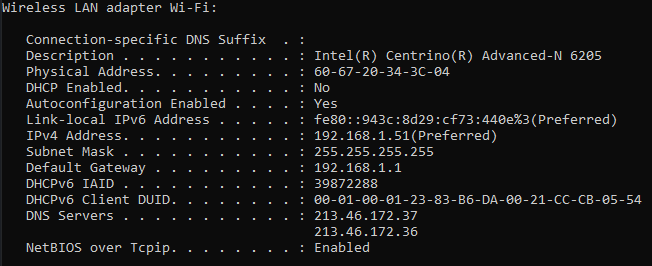 Wireless LAN adapter Wi-Fi:
Connection-specific DNS Suffix . :
Description . . . . . . . . . . . : Intel(R) Centrino(R) Advanced-N 6205
Physical Address. . . . . . . . . : 60-67-20-34-3C-04
DHCP Enabled. . . . . . . . . . . : No
Autoconfiguration Enabled . . . . : Yes
Link-local IPv6 Address . . . . . : fe80::943c:8d29:cf73:440e%3(Preferred)
IPv4 Address. . . . . . . . . . . : 192.168.1.51(Preferred)
Subnet Mask . . . . . . . . . . . : 255.255.255.255
Default Gateway . . . . . . . . . : 192.168.1.1
DHCPv6 IAID . . . . . . . . . . . : 39872288
DHCPv6 Client DUID. . . . . . . . : 00-01-00-01-23-83-B6-DA-00-21-CC-CB-05-54
DNS Servers . . . . . . . . . . . : 213.46.172.37
213.46.172.36
NetBIOS over Tcpip. . . . . . . . : Enabled